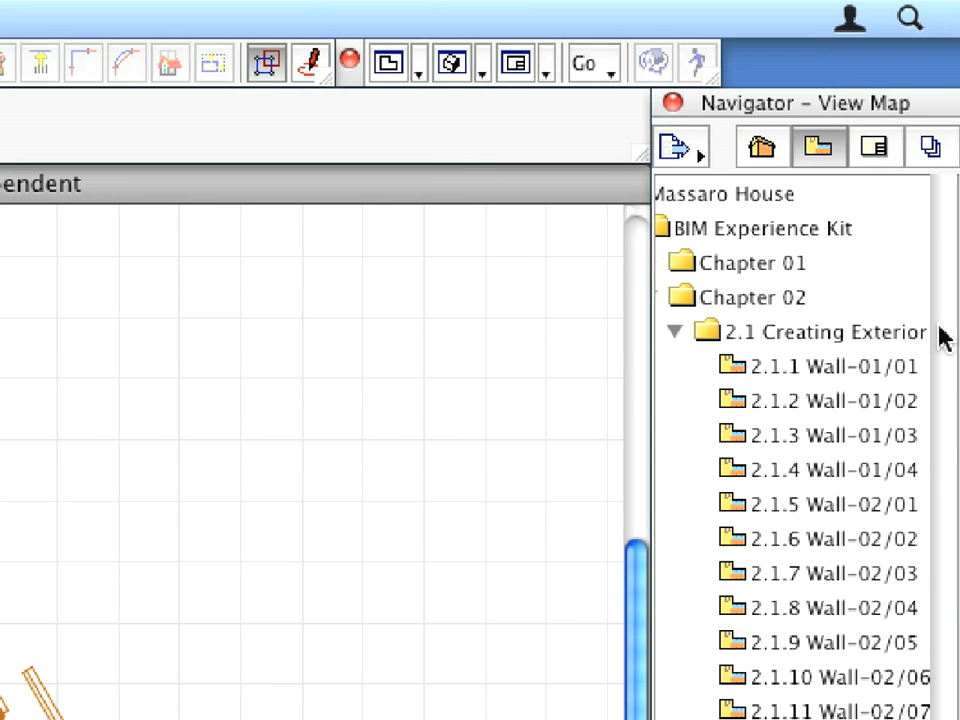 Go
Navigator - View Map
endent
Massaro House
BIM Experience Kit
Chapter 01
Chapter 02
2.1 Creating Exterior
2.1.1 Wall-01/01
2.1.2 Wall-01/02
2.1.3 Wall-01/03
2.1.4 Wall-01/04
2.1.5 Wall-02/01
2.1.6 Wall-02/02
2.1.7 Wall-02/03
2.1.8 Wall-02/04
2.1.9 Wall-02/05
2.1.10 Wall-02/06
2.1.11 Wall-02/07